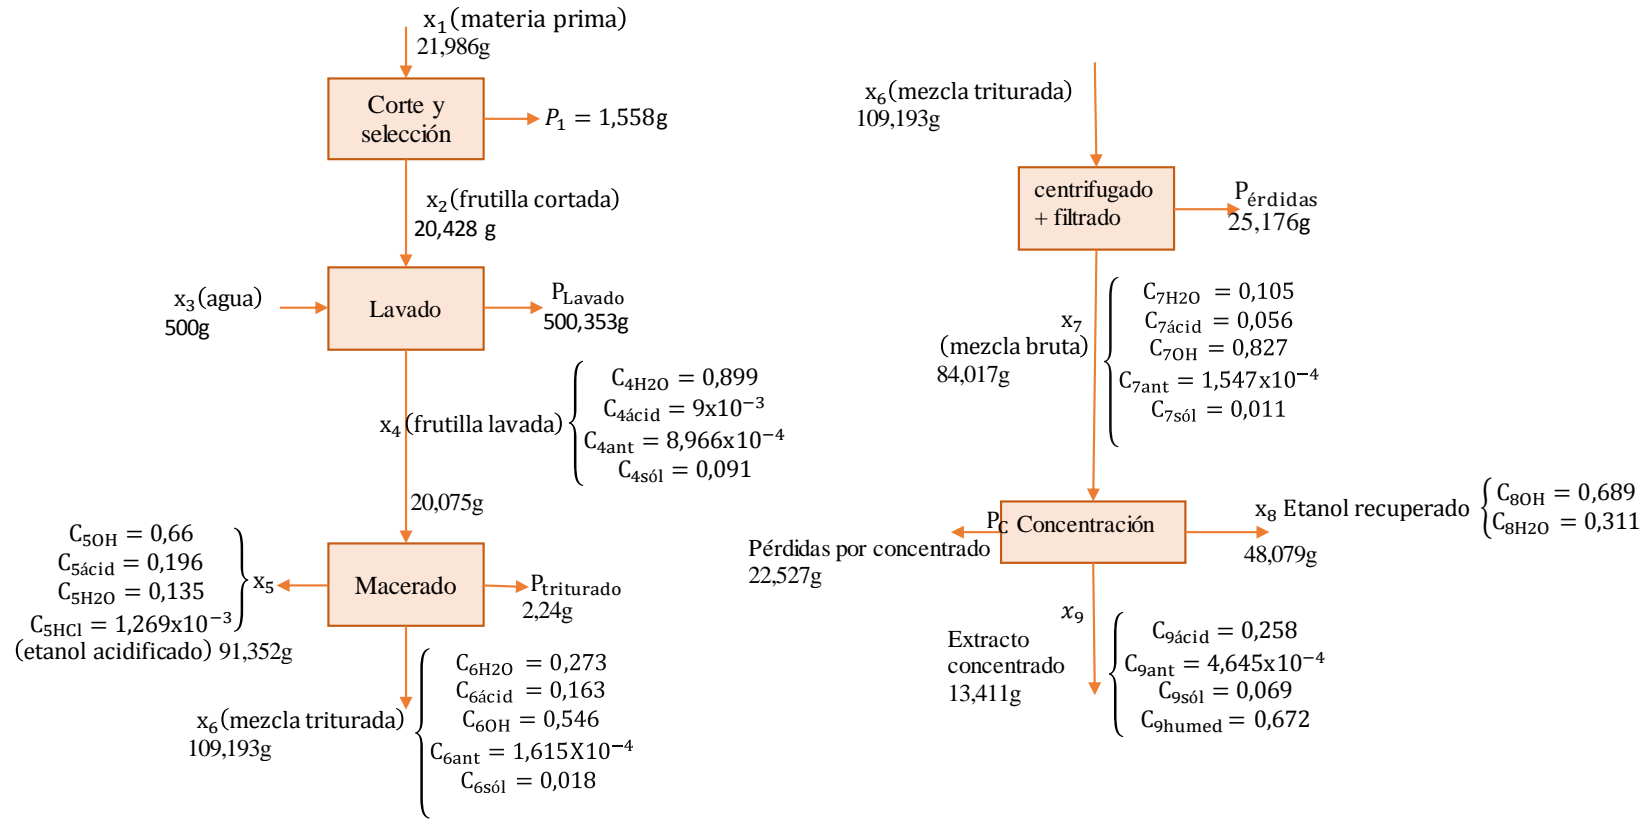 x₁(materia prima)
21,986g
Corte y
selección
P₁ = 1,558g
x₂(frutilla cortada)
20,428 g
x₃(agua)
500g
Lavado
P_Lavado
500,353g
x₄(frutilla lavada)
C₄H2O = 0,899
C₄ácid = 9x10⁻³
C₄ant = 8,966x10⁻⁴
C₄sól = 0,091
20,075g
C₅OH = 0,66
C₅ácid = 0,196
C₅H2O = 0,135
C₅HCl = 1,269x10⁻³
x₅
(etanol acidificado) 91,352g
Macerado
P_triturado
2,24g
x₆(mezcla triturada)
109,193g
C₆H2O = 0,273
C₆ácid = 0,163
C₆OH = 0,546
C₆ant = 1,615X10⁻⁴
C₆sól = 0,018
x₆(mezcla triturada)
109,193g
centrifugado
+ filtrado
P_érdidas
25,176g
x₇
(mezcla bruta)
84,017g
C₇H2O = 0,105
C₇ácid = 0,056
C₇OH = 0,827
C₇ant = 1,547x10⁻⁴
C₇sól = 0,011
P_C
Concentración
Pérdidas por concentrado
22,527g
x₈ Etanol recuperado
48,079g
C₈OH = 0,689
C₈H2O = 0,311
x₉
Extracto
concentrado
13,411g
C₉ácid = 0,258
C₉ant = 4,645x10⁻⁴
C₉sól = 0,069
C₉humed = 0,672